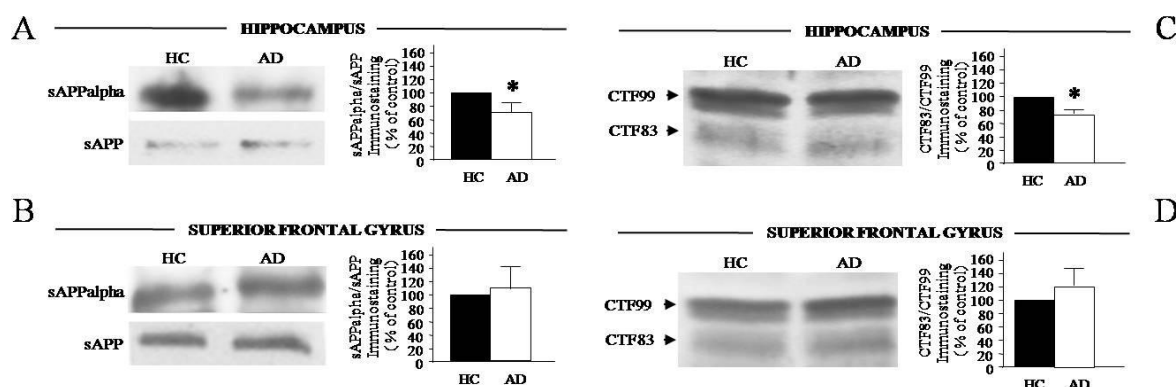 A
HIPPOCAMPUS
HC AD
sAPPalpha
sAPP
sAPPalpha/sAPP
Immunostaining
(% of control)
160
140
120
100
80
60
40
20
0
*
HC AD
C
HIPPOCAMPUS
HC AD
CTF99
CTF83
CTF83/CTF99
Immunostaining
(% of control)
160
140
120
100
80
60
40
20
0
*
HC AD
B
SUPERIOR FRONTAL GYRUS
HC AD
sAPPalpha
sAPP
sAPPalpha/sAPP
Immunostaining
(% of control)
160
140
120
100
80
60
40
20
0
HC AD
D
SUPERIOR FRONTAL GYRUS
HC AD
CTF99
CTF83
CTF83/CTF99
Immunostaining
(% of control)
160
140
120
100
80
60
40
20
0
HC AD